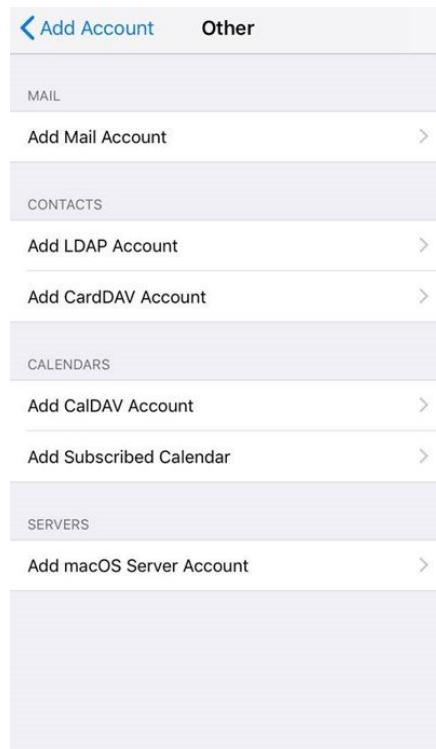 Add Account Other
MAIL
Add Mail Account
CONTACTS
Add LDAP Account
Add CardDAV Account
CALENDARS
Add CalDAV Account
Add Subscribed Calendar
SERVERS
Add macOS Server Account